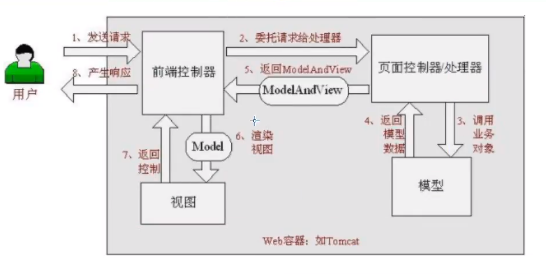 1、发送请求
2、委托请求给处理器
8、产生响应
用户
前端控制器
5、返回ModelAndView
ModelAndView
页面控制器/处理器
4、返回
模型
数据
3、调用
业务
对象
7、返回
控制
Model
6、渲染
视图
视图
模型
Web容器：如Tomcat